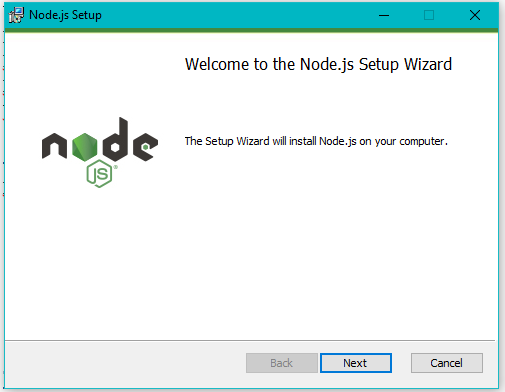 Node.js Setup
Welcome to the Node.js Setup Wizard
The Setup Wizard will install Node.js on your computer.
node
JS®
Back
Next
Cancel